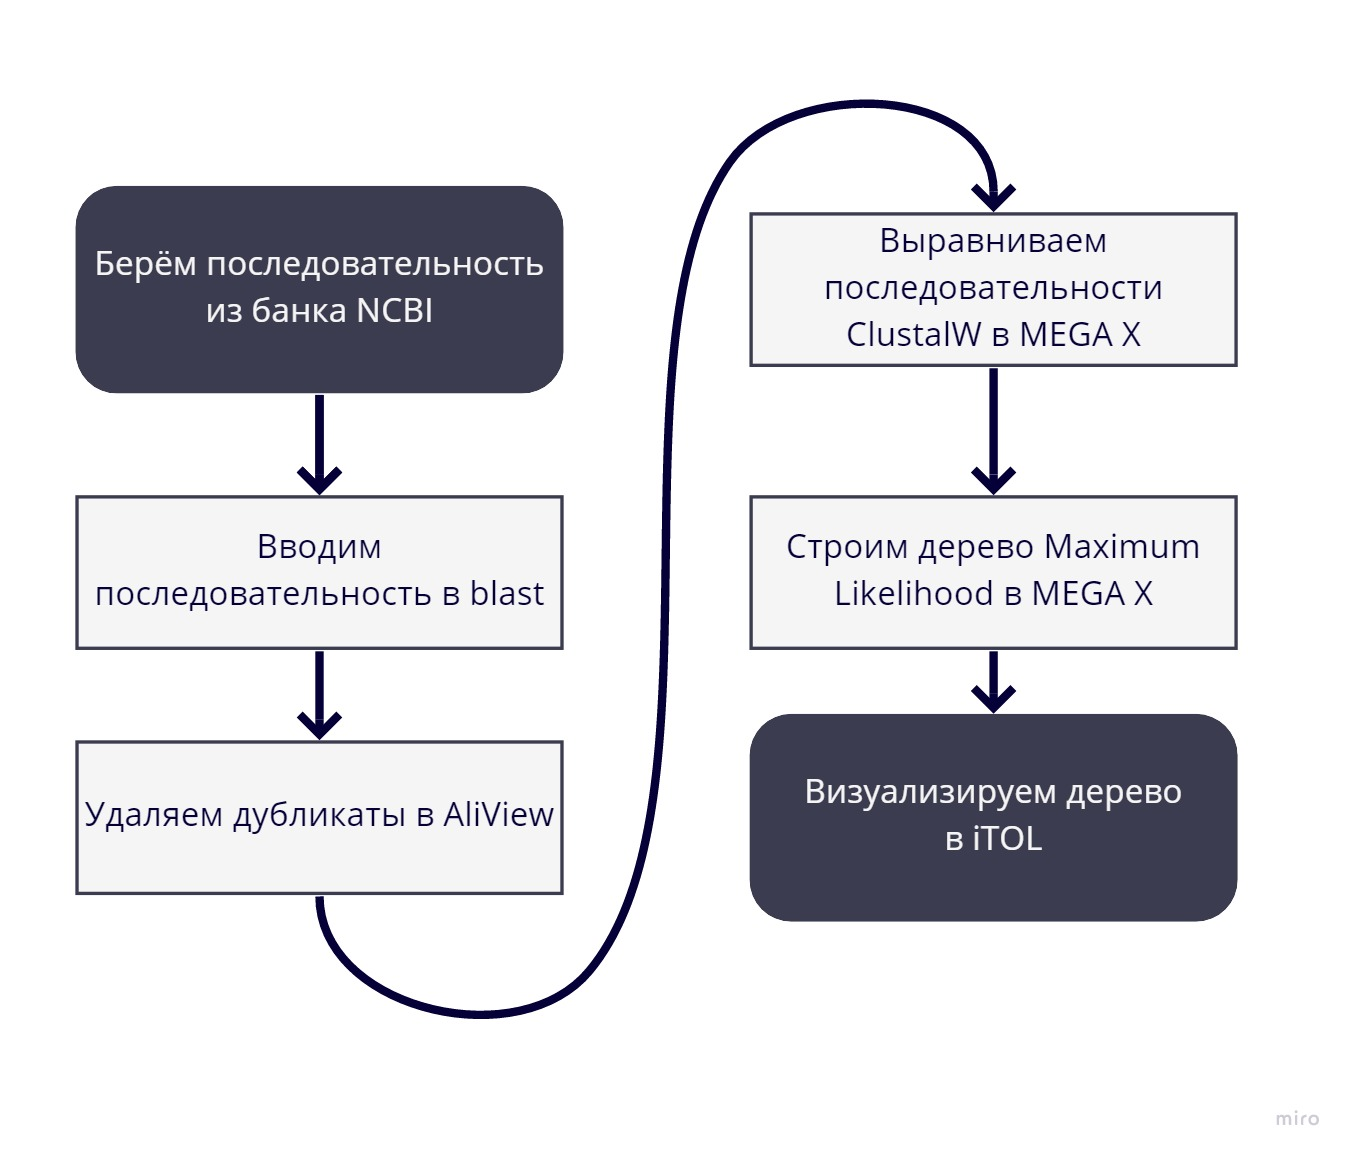 Берём последовательность
из банка NCBI
Вводим
последовательность в blast
Удаляем дубликаты в AliView
Выравниваем
последовательности
ClustalW в MEGA X
Строим дерево Maximum
Likelihood в MEGA X
Визуализируем дерево
в iTOL
miro